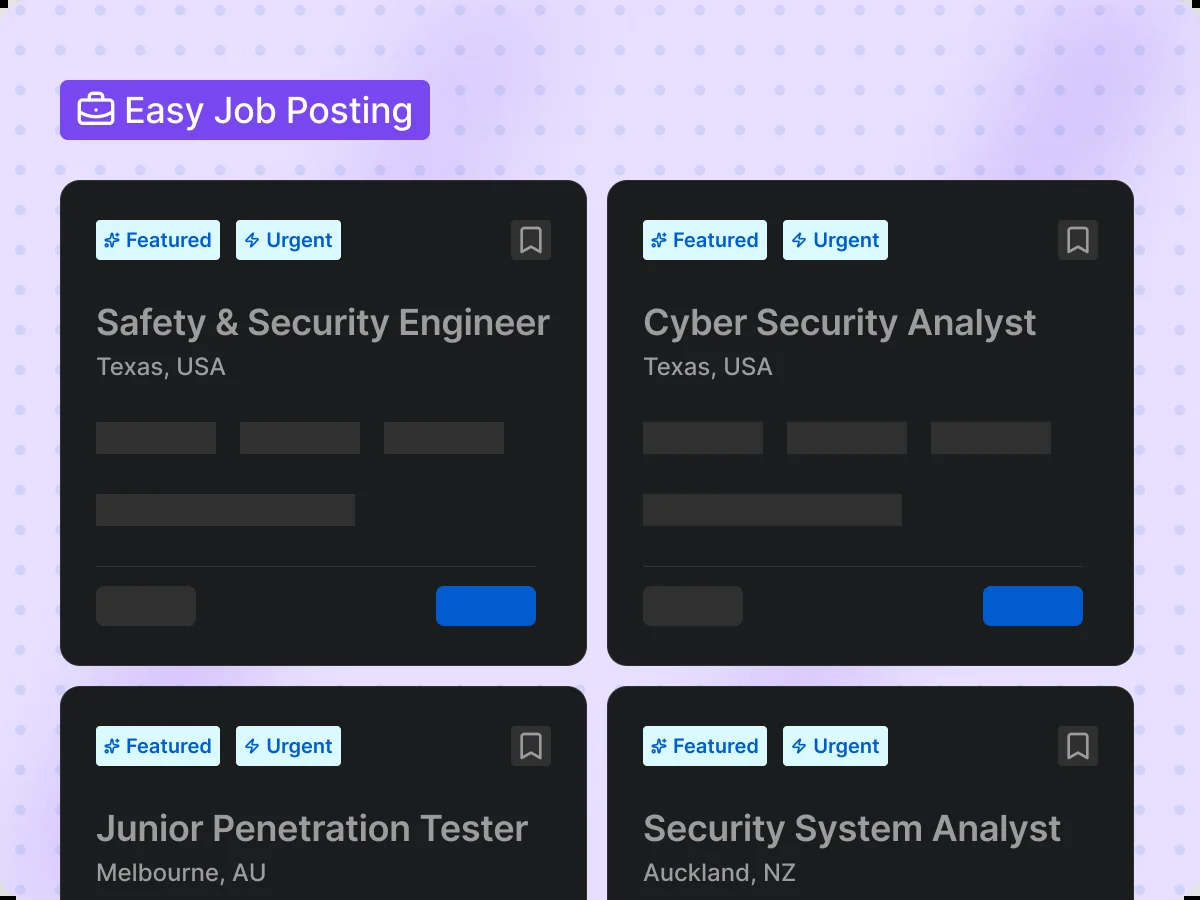 Easy Job Posting
Featured Urgent
Safety & Security Engineer
Texas, USA
Featured Urgent
Cyber Security Analyst
Texas, USA
Featured Urgent
Junior Penetration Tester
Melbourne, AU
Featured Urgent
Security System Analyst
Auckland, NZ